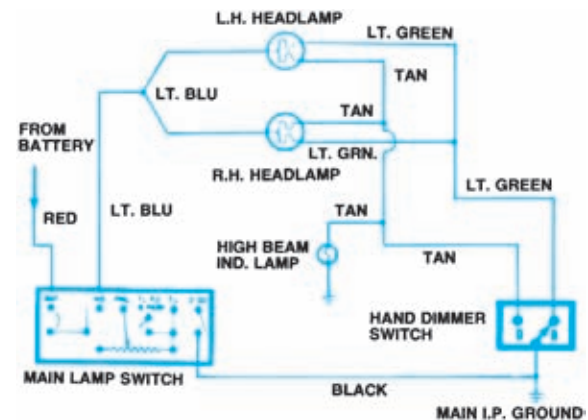 L.H. HEADLAMP
LT. GREEN
TAN
LT. BLU
TAN
FROM
BATTERY
LT. GRN.
R.H. HEADLAMP
LT. GREEN
LT. BLU
RED
TAN
HIGH BEAM
IND. LAMP
TAN
HAND DIMMER
SWITCH
MAIN LAMP SWITCH
BLACK
MAIN I.P. GROUND